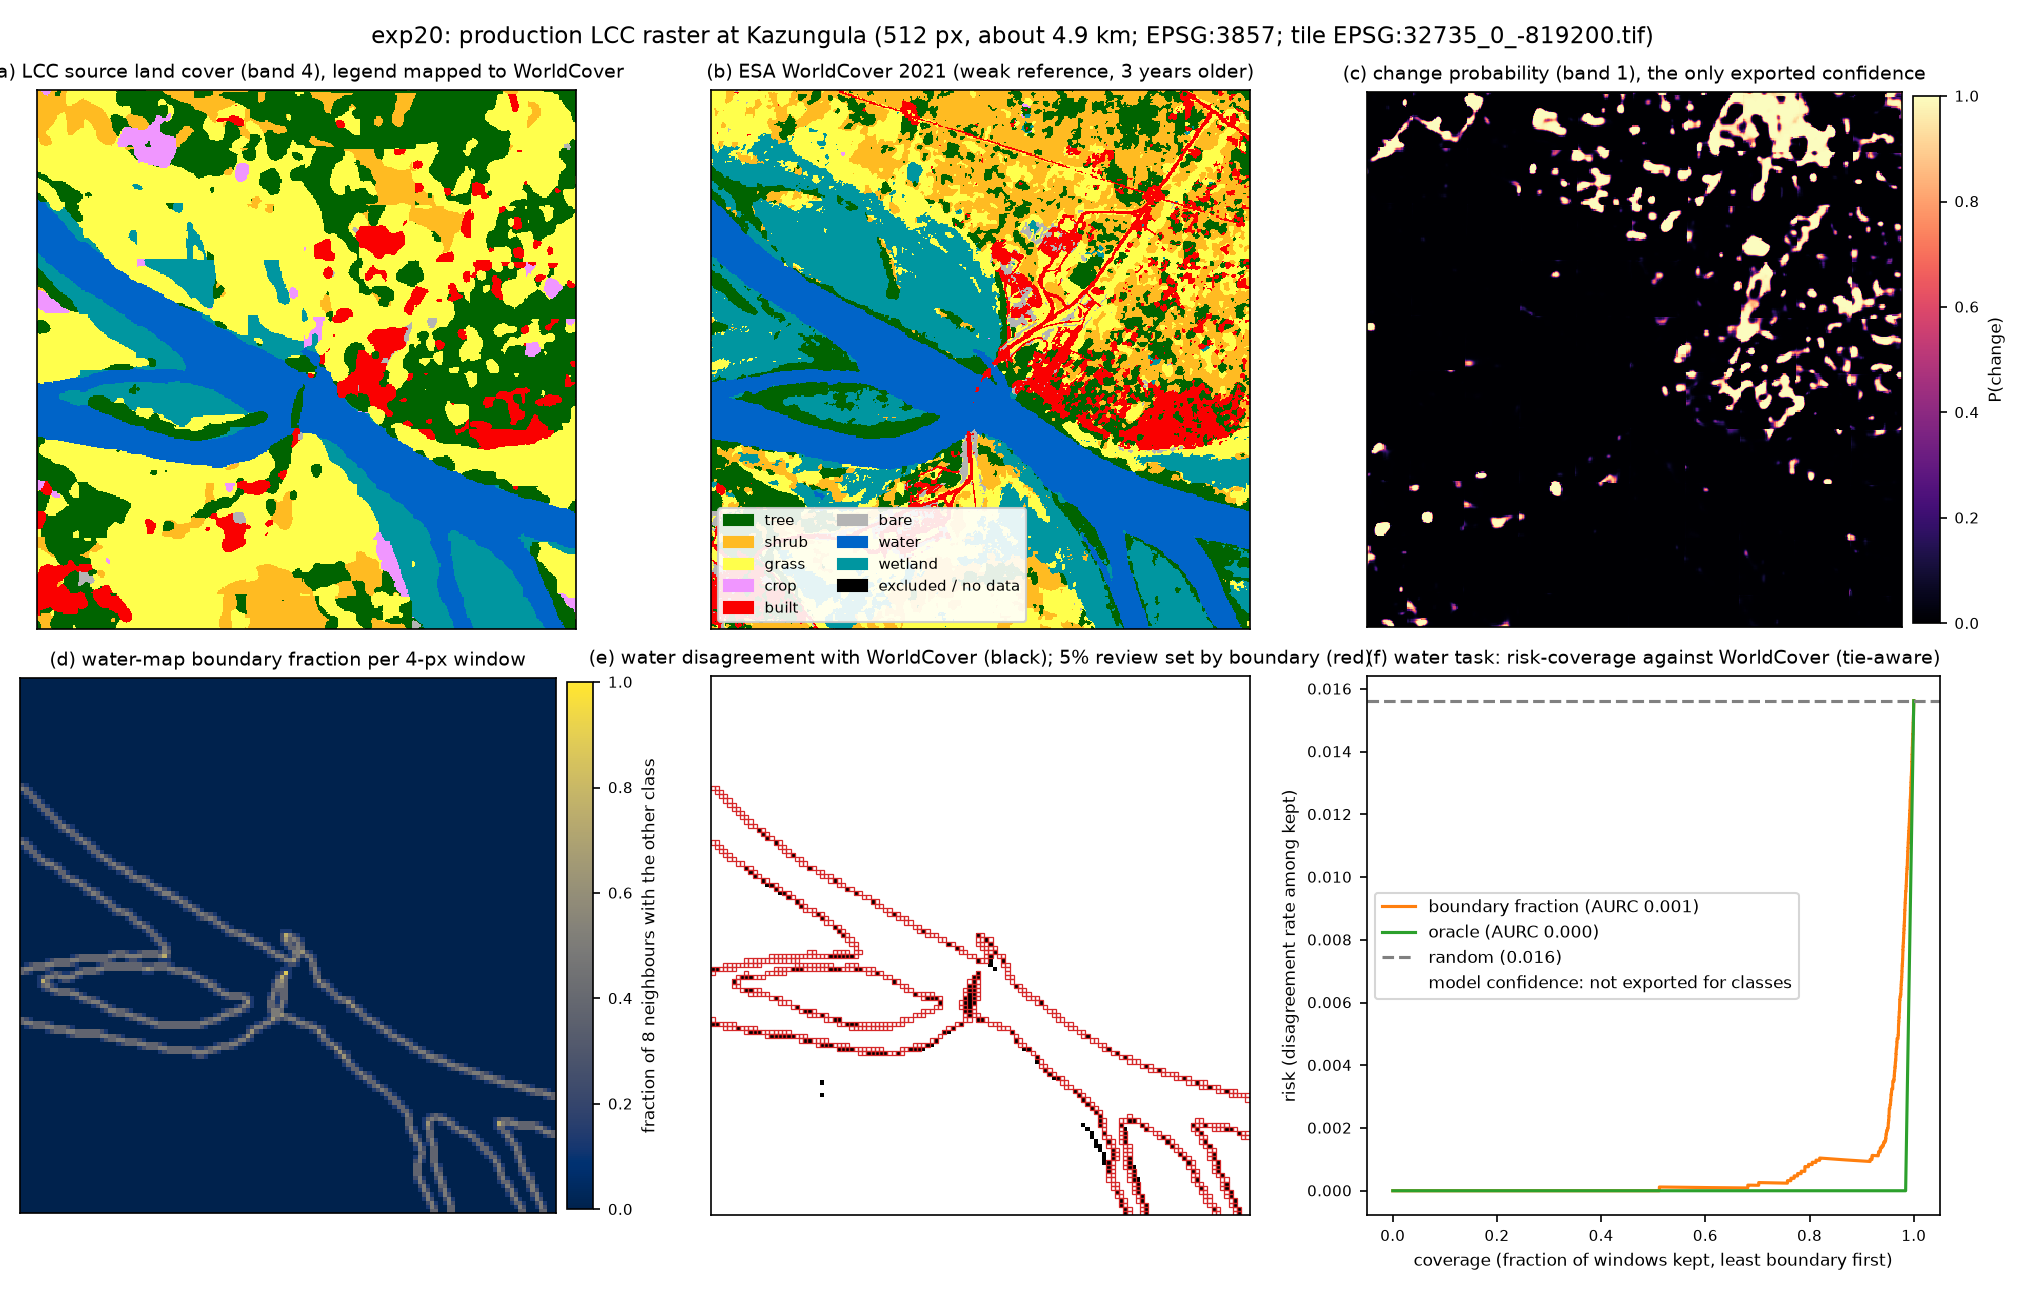 exp20: production LCC raster at Kazungula (512 px, about 4.9 km; EPSG:3857; tile EPSG:32735_0_-819200.tif)
a) LCC source land cover (band 4), legend mapped to WorldCover
(b) ESA WorldCover 2021 (weak reference, 3 years older)
tree
shrub
grass
crop
built
bare
water
wetland
excluded / no data
(c) change probability (band 1), the only exported confidence
1.0
0.8
0.6
0.4
0.2
0.0
P(change)
(d) water-map boundary fraction per 4-px window
1.0
0.8
0.6
0.4
0.2
0.0
fraction of 8 neighbours with the other class
(e) water disagreement with WorldCover (black); 5% review set by boundary (red)
(f) water task: risk-coverage against WorldCover (tie-aware)
0.016
0.014
0.012
0.010
0.008
0.006
0.004
0.002
0.000
risk (disagreement rate among kept)
boundary fraction (AURC 0.001)
oracle (AURC 0.000)
random (0.016)
model confidence: not exported for classes
0.0
0.2
0.4
0.6
0.8
1.0
coverage (fraction of windows kept, least boundary first)